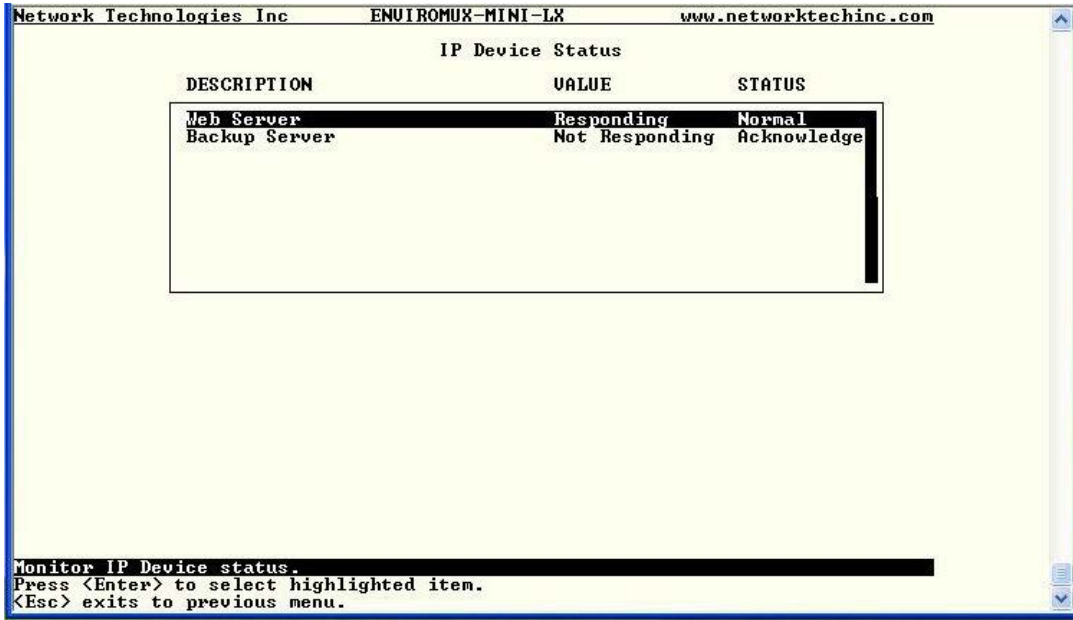 Network Technologies Inc ENVIROMUX-MINI-LX www.networktechinc.com
IP Device Status
DESCRIPTION VALUE STATUS
Web Server Responding Normal
Backup Server Not Responding Acknowledge
Monitor IP Device status.
Press <Enter> to select highlighted item.
<Esc> exits to previous menu.